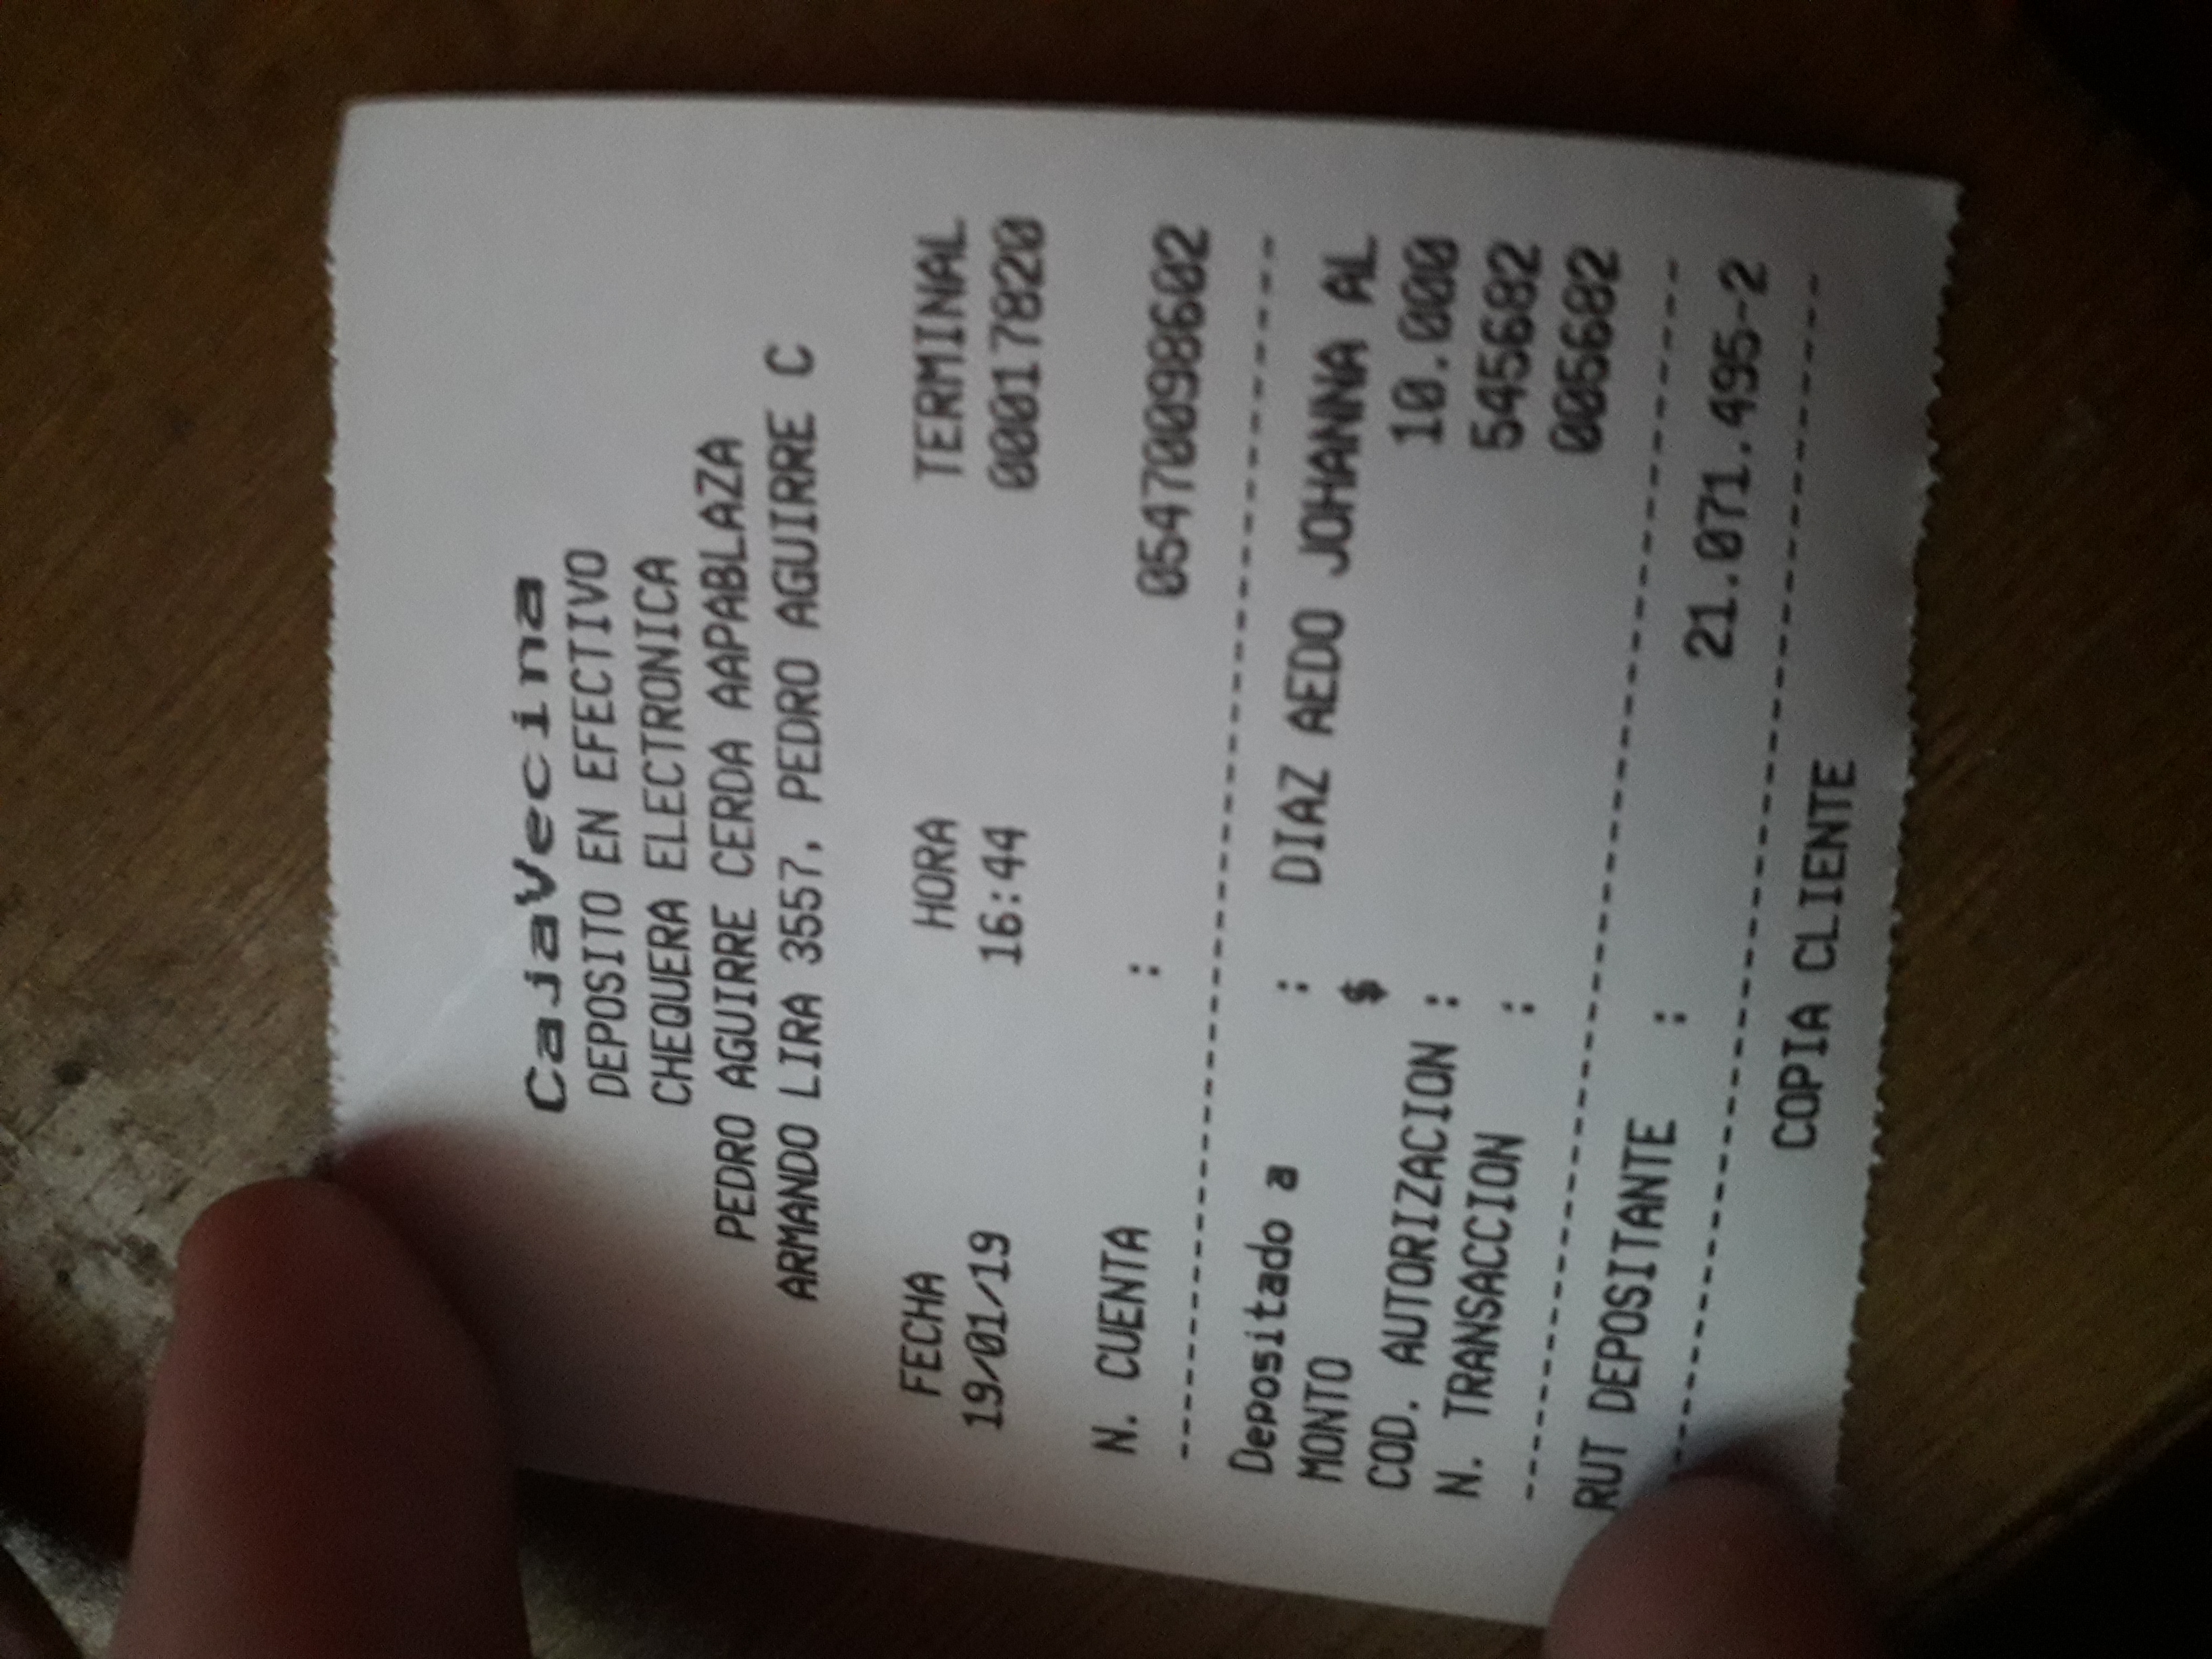 CajaVecina
DEPOSITO EN EFECTIVO
CHEQUERA ELECTRONICA
PEDRO AGUIRRE CERDA AAPABLAZA
ARMANDO LIRA 3557, PEDRO AGUIRRE C
FECHA HORA TERMINAL
19/01/19 16:44 00017820
N. CUENTA : 05470098602
Depositado a : DIAZ AEDO JOHANNA AL
MONTO $ 10.000
COD. AUTORIZACION : 545682
N. TRANSACCION : 005682
RUT DEPOSITANTE : 21.071.495-2
COPIA CLIENTE